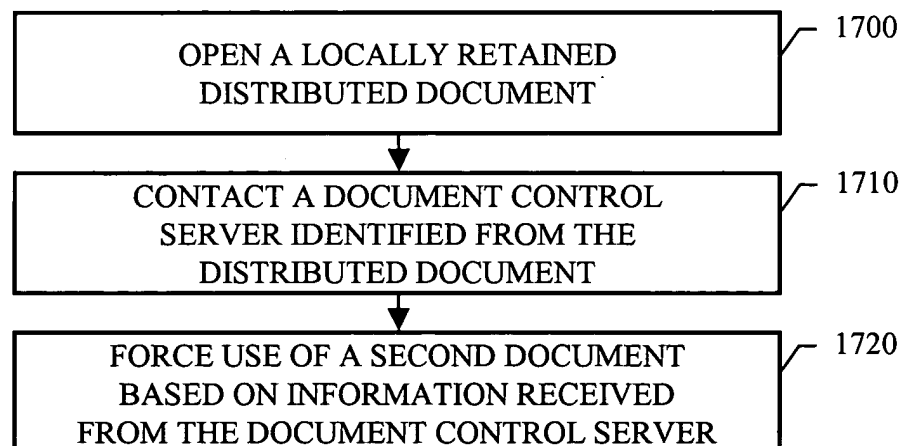 1700
OPEN A LOCALLY RETAINED
DISTRIBUTED DOCUMENT
1710
CONTACT A DOCUMENT CONTROL
SERVER IDENTIFIED FROM THE
DISTRIBUTED DOCUMENT
1720
FORCE USE OF A SECOND DOCUMENT
BASED ON INFORMATION RECEIVED
FROM THE DOCUMENT CONTROL SERVER